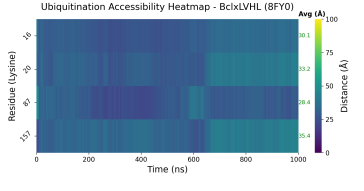 Ubiquitination Accessibility Heatmap - BclxLVHL (8FY0)
Avg (Å)
Residue (Lysine)
16
20
87
157
30.1
33.2
28.4
35.4
100
75
50
25
0
Distance (Å)
0 200 400 600 800 1000
Time (ns)